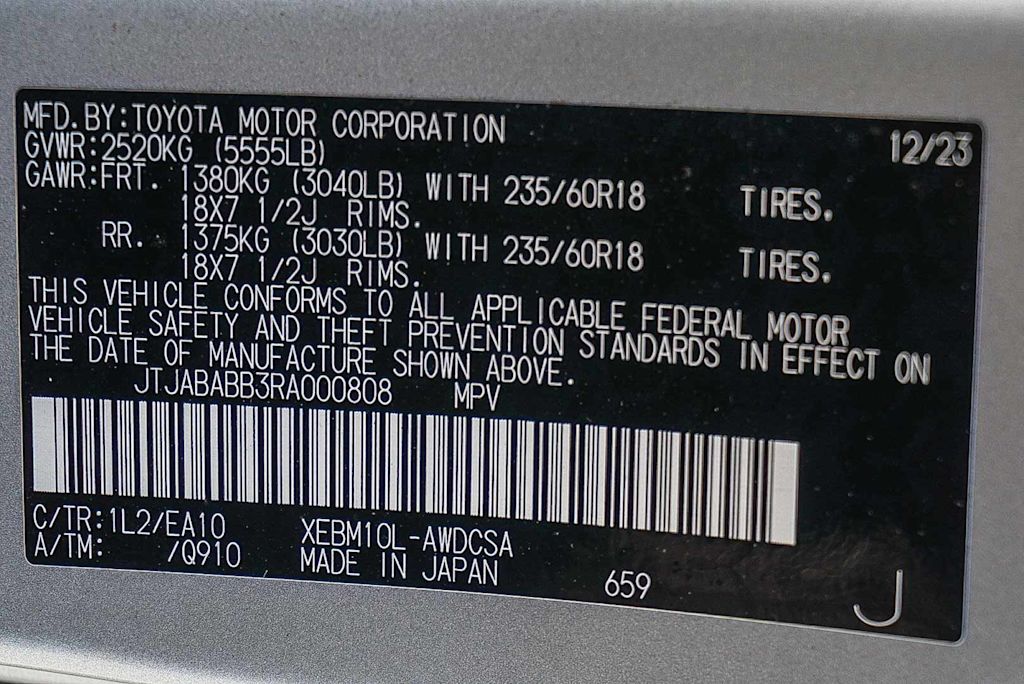 MFD.BY:TOYOTA MOTOR CORPORATION 12/23
GVWR:2520KG (5555LB)
GAWR:FRT. 1380KG (3040LB) WITH 235/60R18 TIRES.
18X7 1/2J RIMS.
RR. 1375KG (3030LB) WITH 235/60R18 TIRES.
18X7 1/2J RIMS.
THIS VEHICLE CONFORMS TO ALL APPLICABLE FEDERAL MOTOR
VEHICLE SAFETY AND THEFT PREVENTION STANDARDS IN EFFECT ON
THE DATE OF MANUFACTURE SHOWN ABOVE.
JTJABABB3RA000808 MPV
C/TR:1L2/EA10 XEBM10L-AWDCSA
A/TM: /Q910 MADE IN JAPAN 659 J